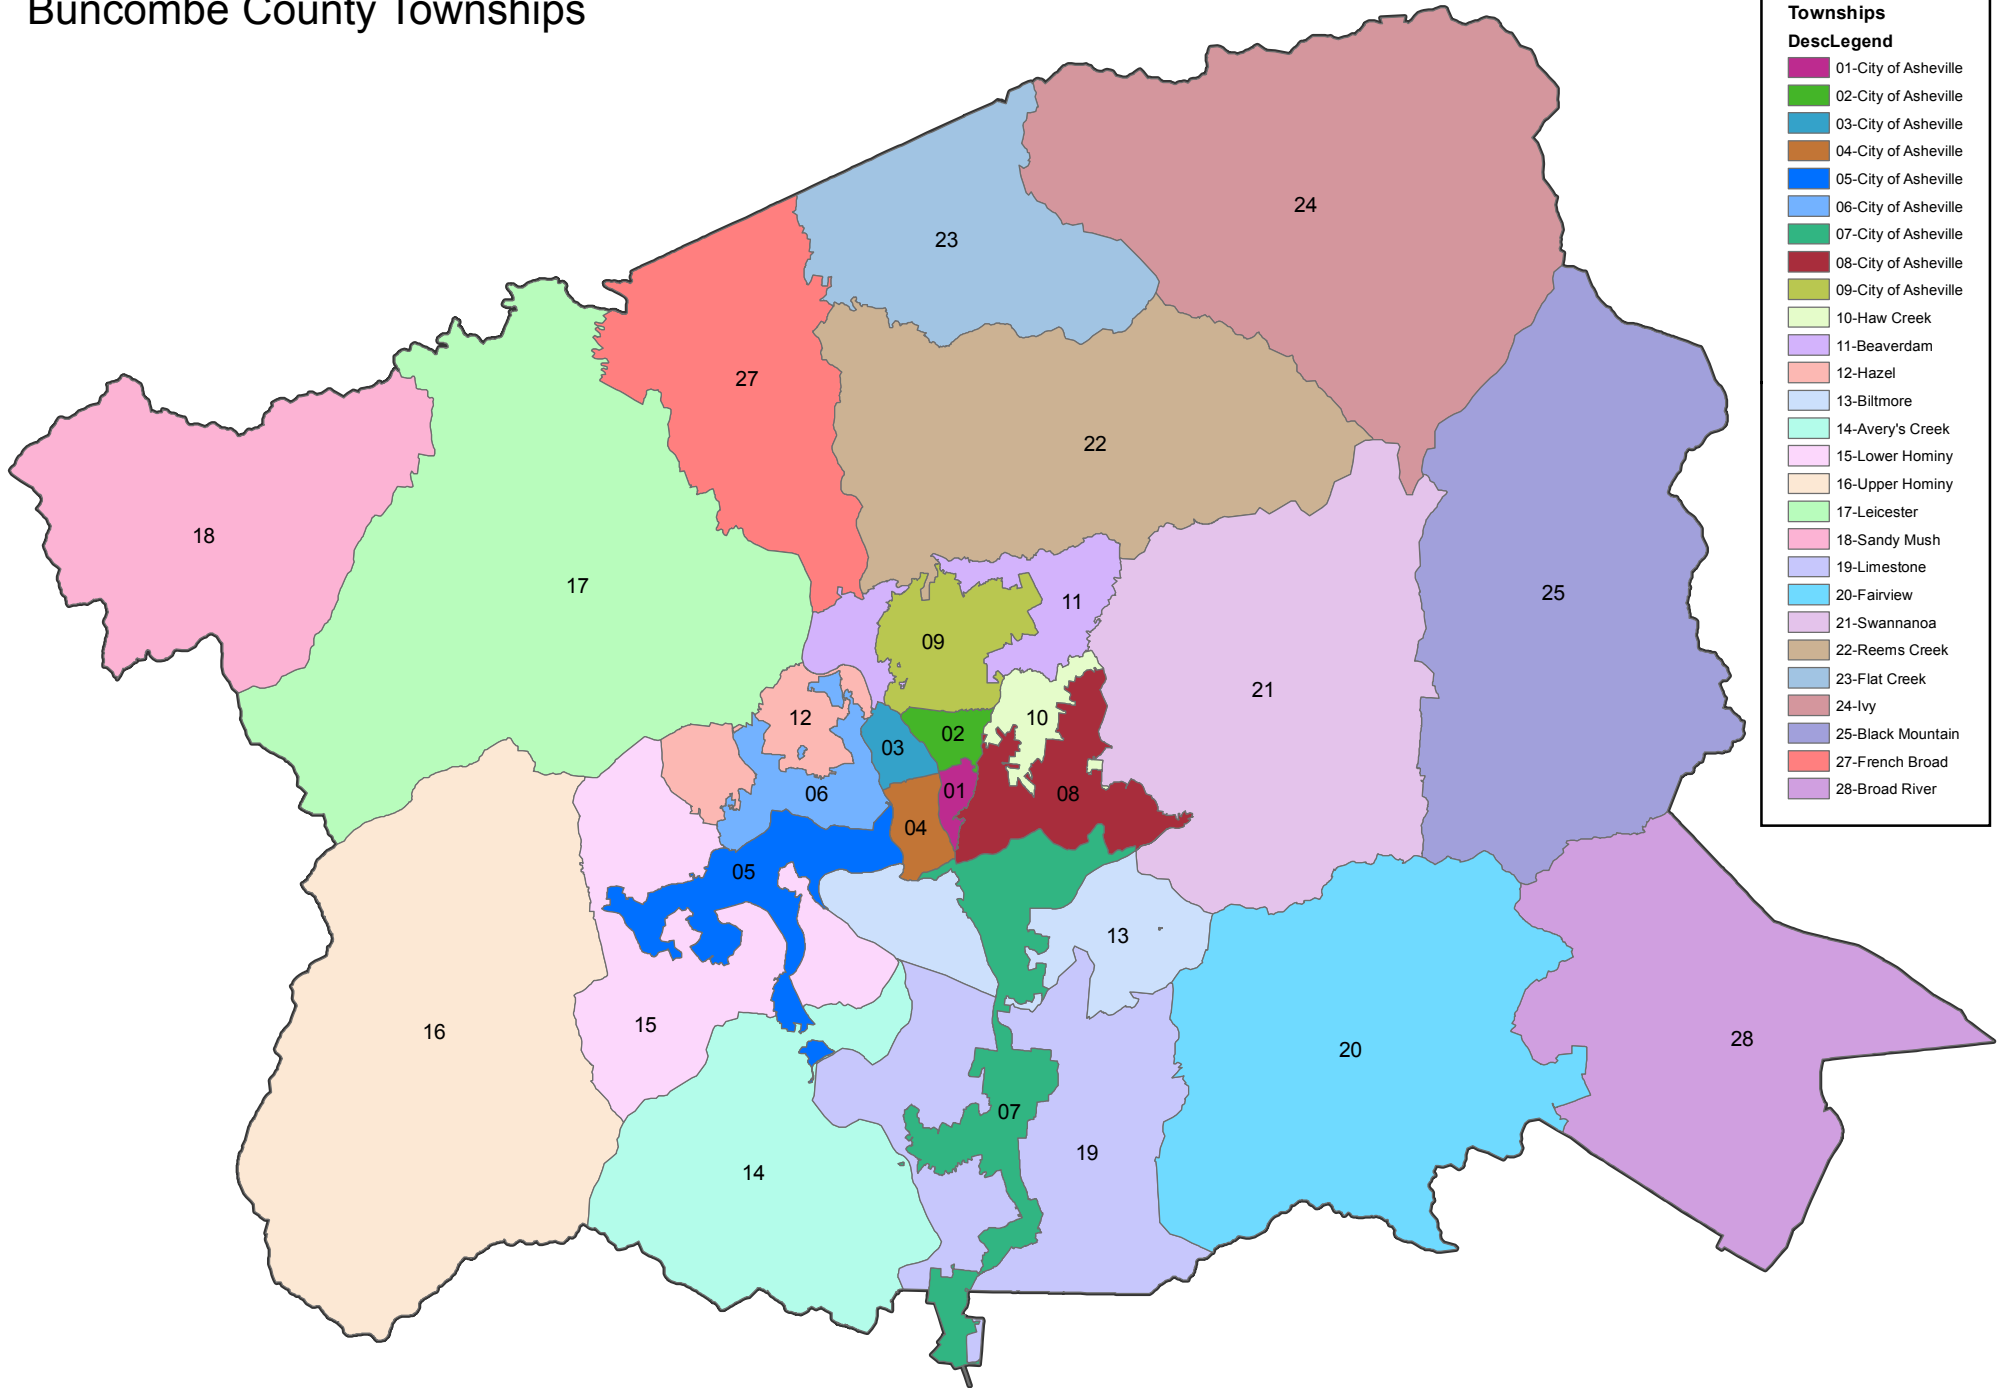 Buncombe County Townships
Townships
DescLegend
01-City of Asheville
02-City of Asheville
03-City of Asheville
04-City of Asheville
05-City of Asheville
06-City of Asheville
07-City of Asheville
08-City of Asheville
09-City of Asheville
10-Haw Creek
11-Beaverdam
12-Hazel
13-Biltmore
14-Avery's Creek
15-Lower Hominy
16-Upper Hominy
17-Leicester
18-Sandy Mush
19-Limestone
20-Fairview
21-Swannanoa
22-Reems Creek
23-Flat Creek
24-Ivy
25-Black Mountain
27-French Broad
28-Broad River
24
23
27
22
18
17
25
11
09
21
10
12
02
03
01
06
08
04
05
13
15
16
28
20
07
19
14